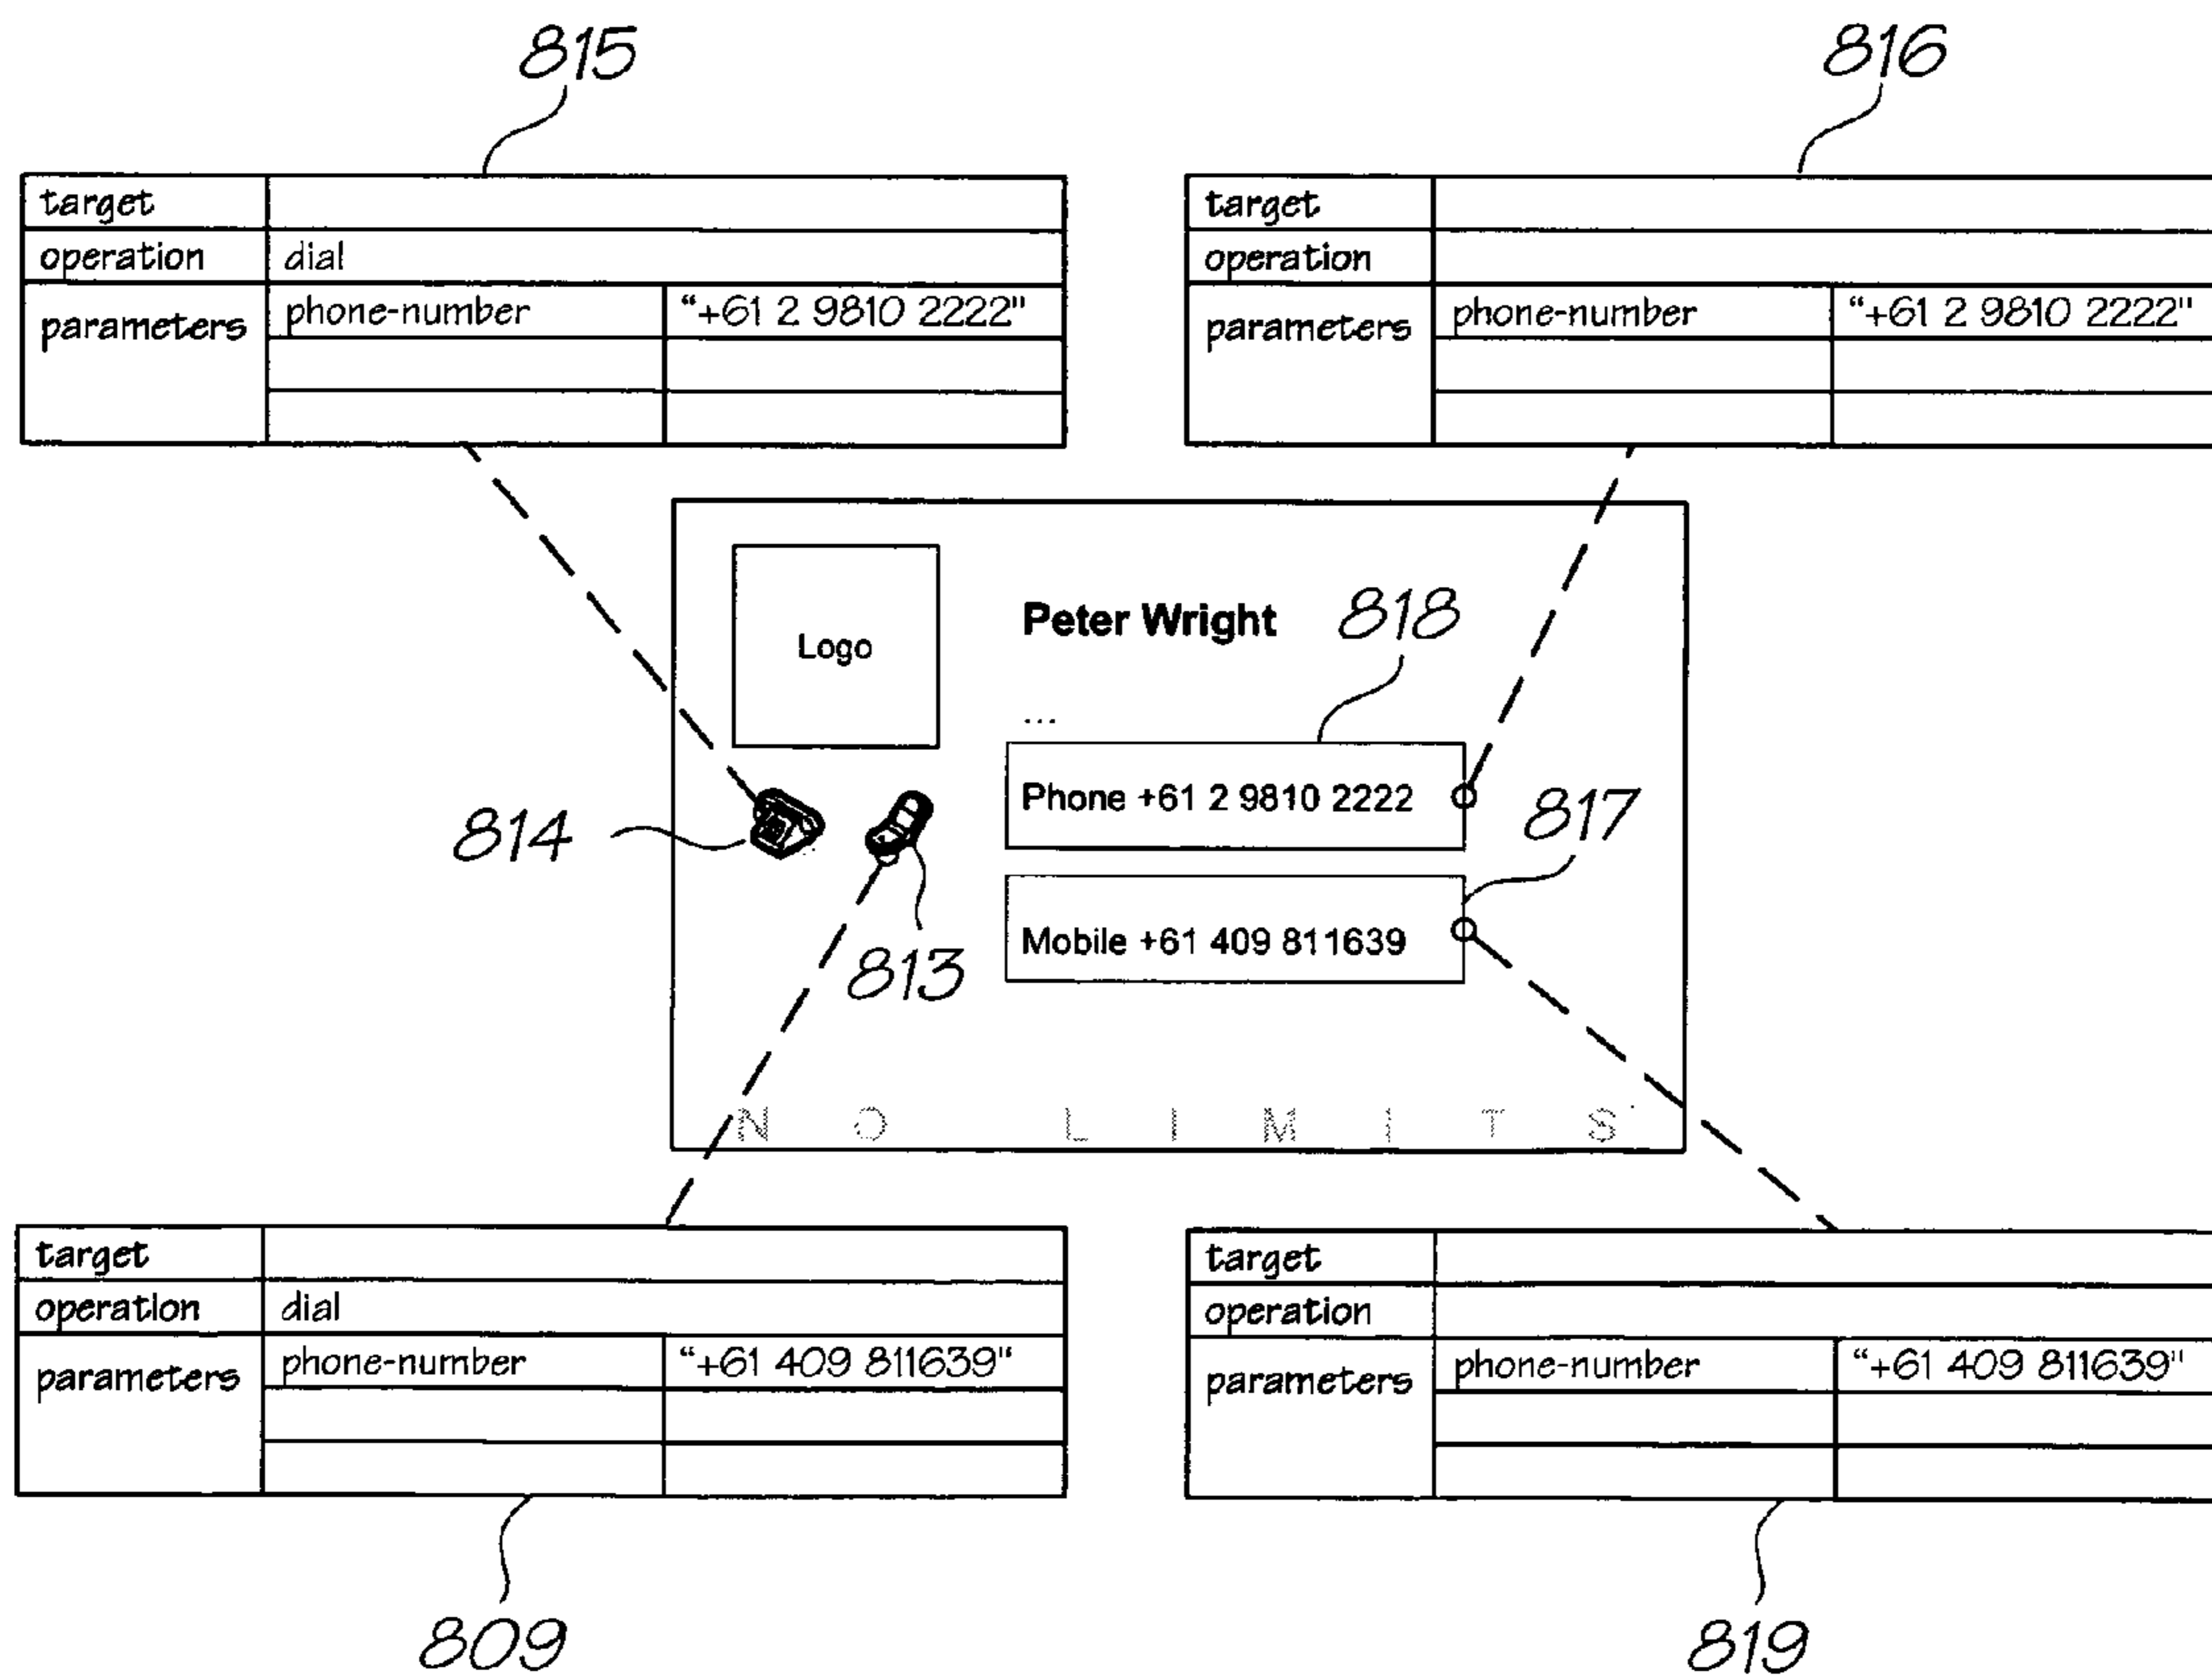 815
816
target
operation dial
parameters phone-number "+61 2 9810 2222"
target
operation
parameters phone-number "+61 2 9810 2222"
Logo
Peter Wright
818
...
Phone +61 2 9810 2222
814
817
813
Mobile +61 409 811639
N O L I M I T S
target
operation dial
parameters phone-number "+61 409 811639"
target
operation
parameters phone-number "+61 409 811639"
809
819